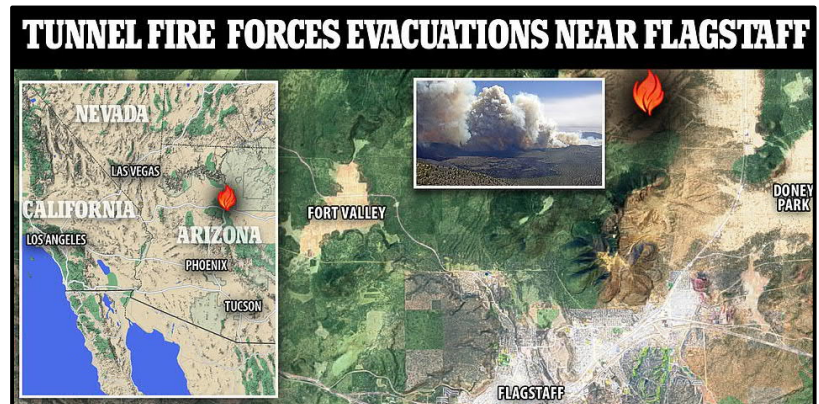 TUNNEL FIRE FORCES EVACUATIONS NEAR FLAGSTAFF
NEVADA
LAS VEGAS
CALIFORNIA
LOS ANGELES
ARIZONA
PHOENIX
TUCSON
FORT VALLEY
DONEY
PARK
FLAGSTAFF